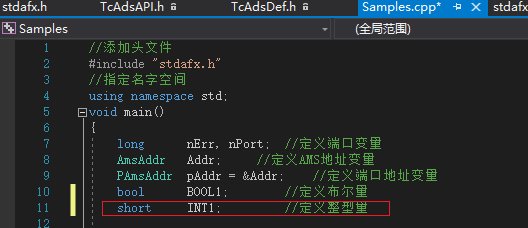 stdafx.h TcAdsAPI.h TcAdsDef.h Samples.cpp* stdafx
Samples (全局范围)
1 //添加头文件
2 #include "stdafx.h"
3 //指定名字空间
4 using namespace std;
5 void main()
6 {
7 long nErr, nPort; //定义端口变量
8 AmsAddr Addr; //定义AMS地址变量
9 PAmsAddr pAddr = &Addr; //定义端口地址变量
10 bool BOOL1; //定义布尔量
11 short INT1; //定义整型量